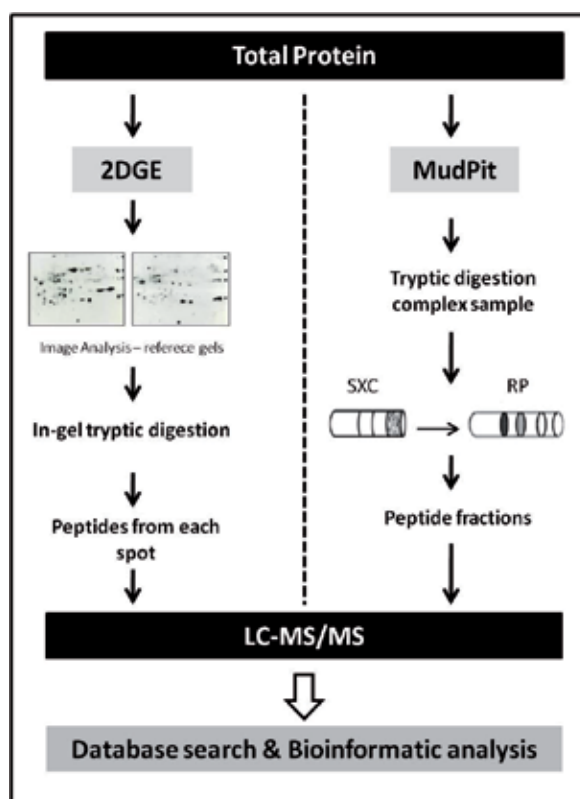 Total Protein
2DGE
Image Analysis – referece gels
In-gel tryptic digestion
Peptides from each
spot
MudPit
Tryptic digestion
complex sample
SXC
RP
Peptide fractions
LC-MS/MS
Database search & Bioinformatic analysis